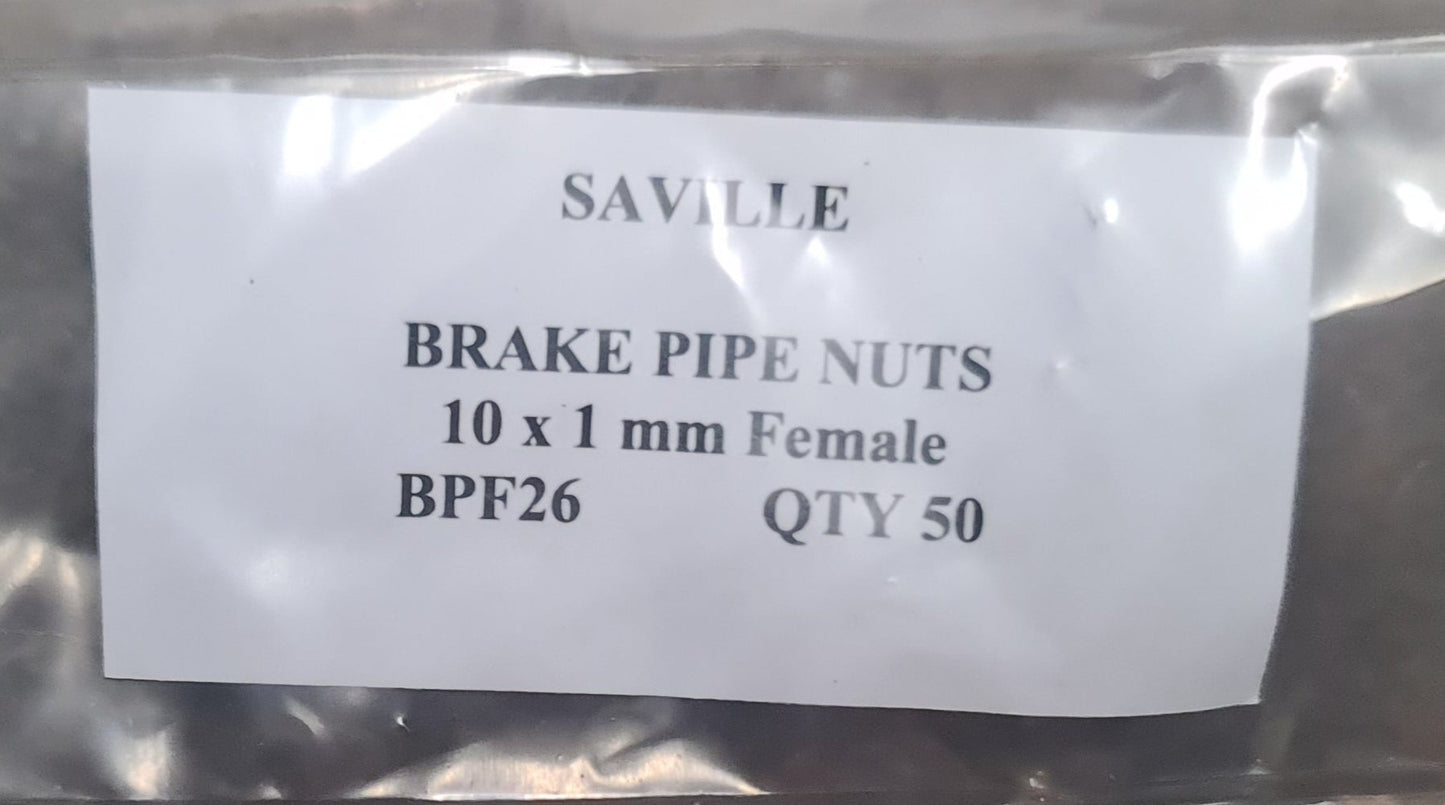 SAVILLE
BRAKE PIPE NUTS
10 x 1 mm Female
BPF26 QTY 50